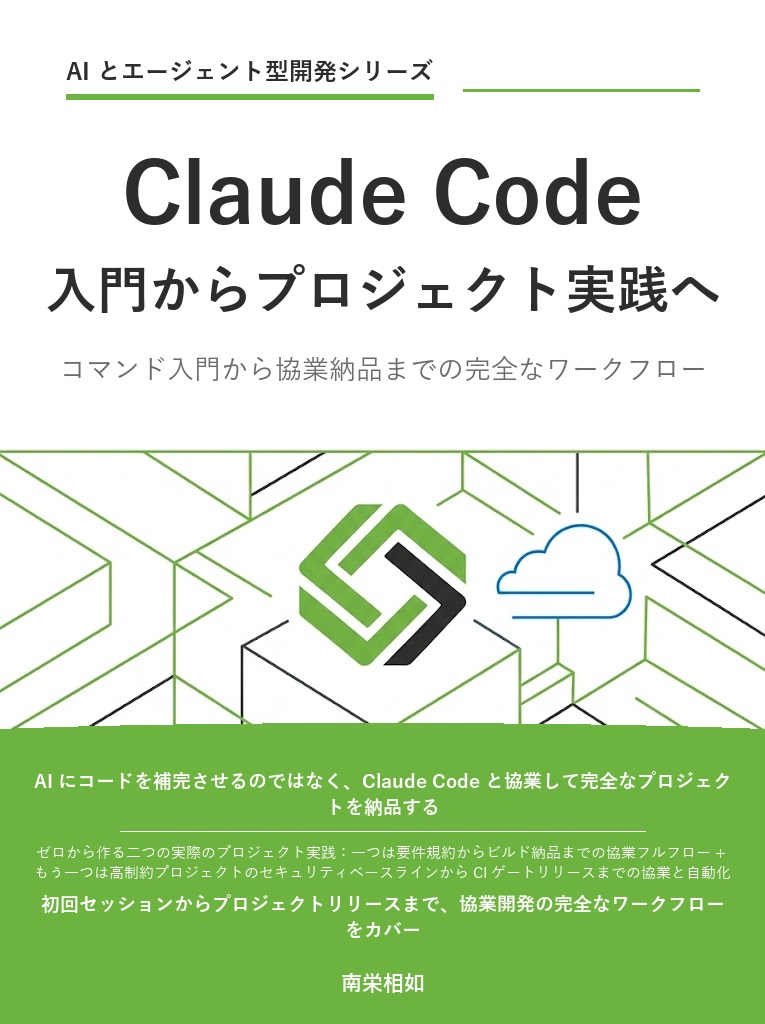 AI とエージェント型開発シリーズ
Claude Code
入門からプロジェクト実践へ
コマンド入門から協業納品までの完全なワークフロー
AI にコードを補完させるのではなく、Claude Code と協業して完全なプロジェク
トを納品する
ゼロから作る二つの実際のプロジェクト実践：一つは要件規約からビルド納品までの協業フルフロー +
もう一つは高制約プロジェクトのセキュリティベースラインから CI ゲートリリースまでの協業と自動化
初回セッションからプロジェクトリリースまで、協業開発の完全なワークフロー
をカバー
南栄相如